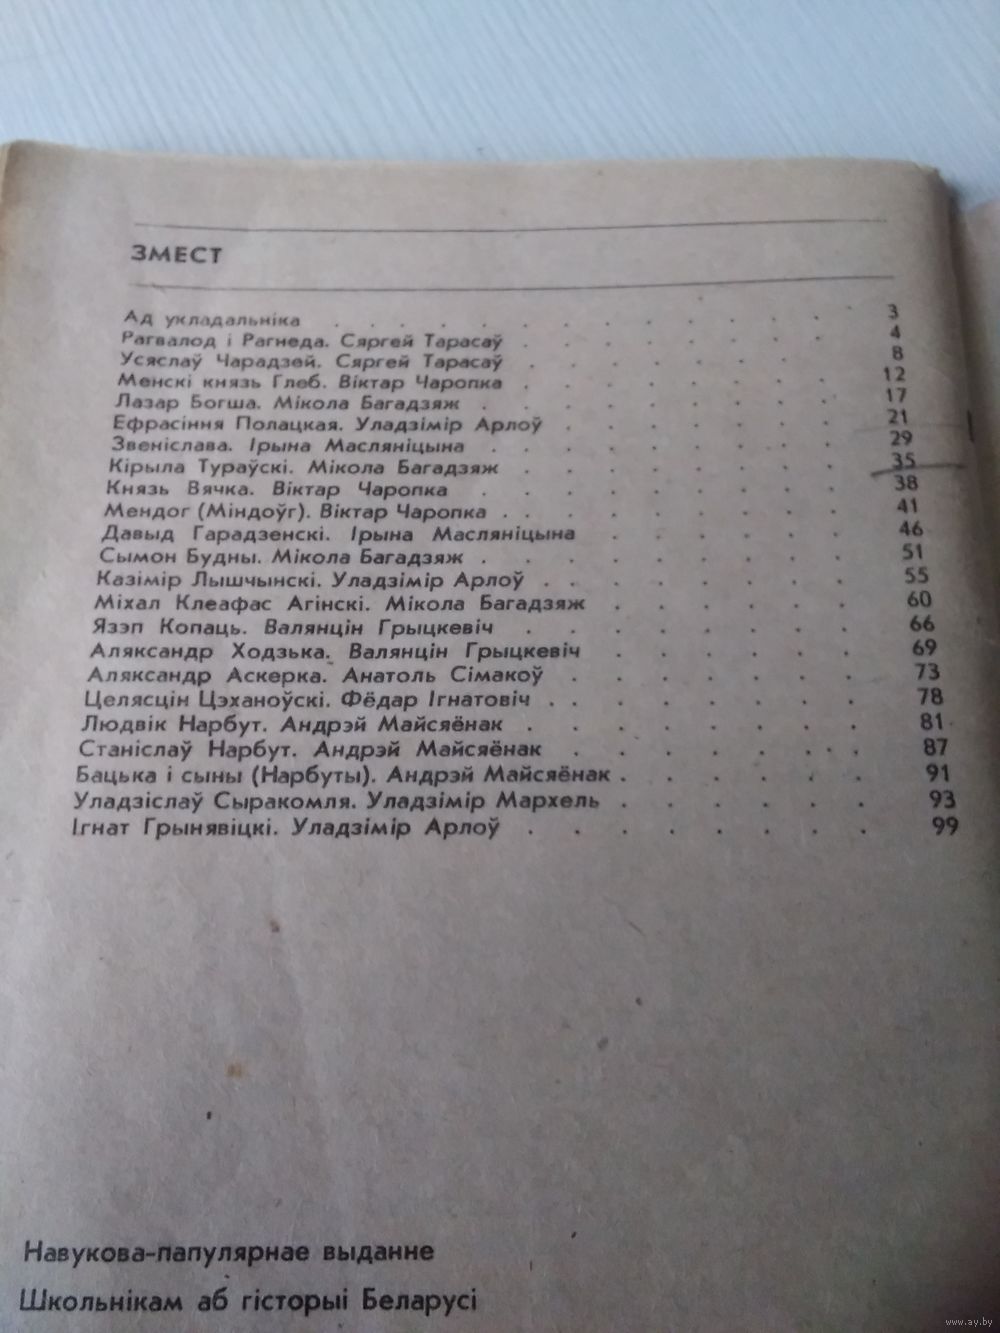 ЗМЕСТ
Ад укладальніка . . . . . . . . . . 3
Рагвалод і Рагнеда. Сяргей Тарасаў . . . . . . . 4
Усяслаў Чарадзей. Сяргей Тарасаў . . . . . . . 8
Менскі князь Глеб. Віктар Чаропка . . . . . . . 12
Лазар Богша. Мікола Багадзяж . . . . . . . . 17
Ефрасіння Полацкая. Уладзімір Арлоў . . . . . . 21
Звеніслава. Ірына Масляніцына . . . . . . . . 29
Кірыла Тураўскі. Мікола Багадзяж . . . . . . . 35
Князь Вячка. Віктар Чаропка . . . . . . . . 38
Мендог (Міндоўг). Віктар Чаропка . . . . . . . . 41
Давыд Гарадзенскі. Ірына Масляніцына . . . . . . 46
Сымон Будны. Мікола Багадзяж . . . . . . . . 51
Казімір Лышчынскі. Уладзімір Арлоў . . . . . . . 55
Міхал Клеафас Агінскі. Мікола Багадзяж . . . . . . 60
Язэп Копаць. Валянцін Грыцкевіч . . . . . . . . 66
Аляксандр Ходзька. Валянцін Грыцкевіч . . . . . . 69
Аляксандр Аскерка. Анатоль Сімакоў . . . . . . . 73
Целясцін Цэханоўскі. Фёдар Ігнатовіч . . . . . . . 78
Людвік Нарбут. Андрэй Майсяёнак . . . . . . . . 81
Станіслаў Нарбут. Андрэй Майсяёнак . . . . . . . . 87
Бацька і сыны (Нарбуты). Андрэй Майсяёнак . . . . . . 91
Уладзіслаў Сыракомля. Уладзімір Мархель . . . . . . 93
Ігнат Грынявіцкі. Уладзімір Арлоў . . . . . . . . 99
Навукова-папулярнае выданне
Школьнікам аб гісторыі Беларусі
www.ay.by